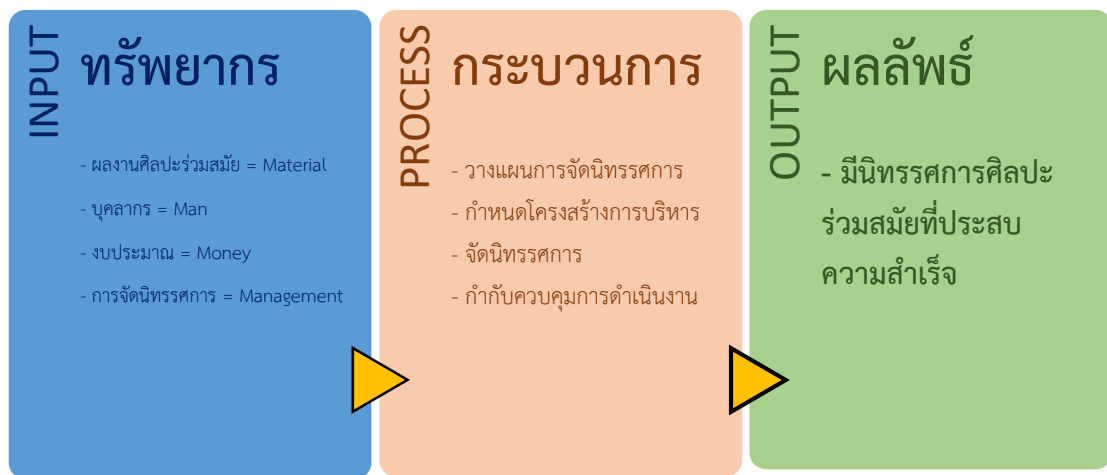 INPUT
ทรัพยากร
- ผลงานศิลปะร่วมสมัย = Material
- บุคลากร = Man
- งบประมาณ = Money
- การจัดนิทรรศการ = Management
PROCESS
กระบวนการ
- วางแผนการจัดนิทรรศการ
- กำหนดโครงสร้างการบริหาร
- จัดนิทรรศการ
- กำกับควบคุมการดำเนินงาน
OUTPUT
ผลลัพธ์
- มีนิทรรศการศิลปะ
ร่วมสมัยที่ประสบ
ความสำเร็จ